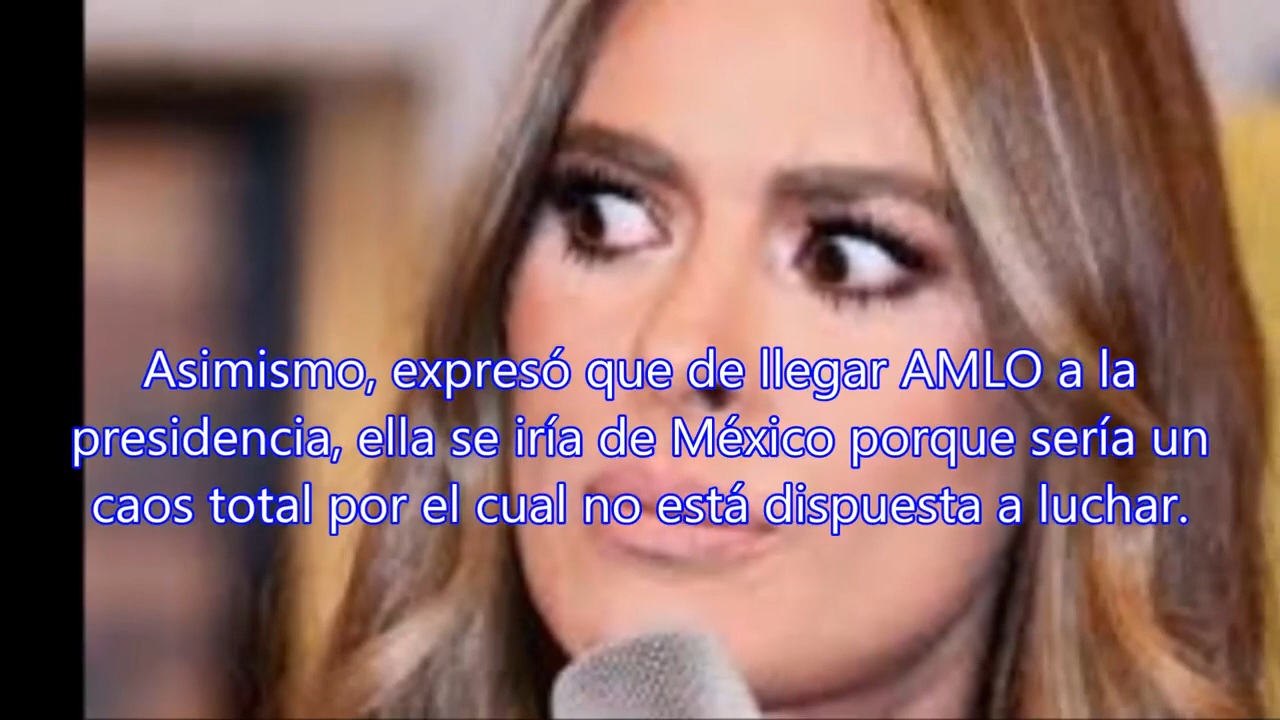 Asimismo, expresó que de llegar AMLO a la
presidencia, ella se iría de México porque sería un
caos total por el cual no está dispuesta a luchar.